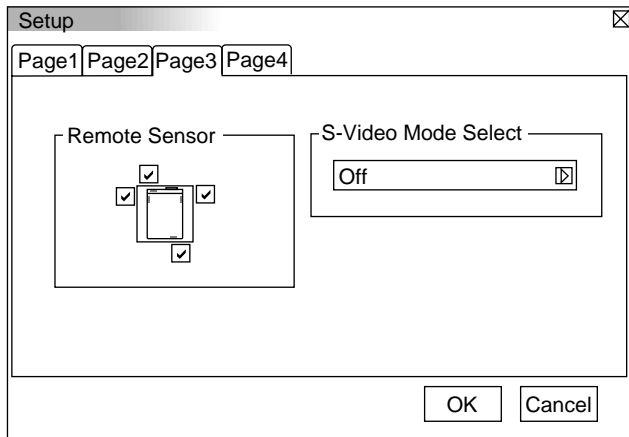 Setup
Page1 Page2 Page3 Page4
Remote Sensor
S-Video Mode Select
Off
OK Cancel